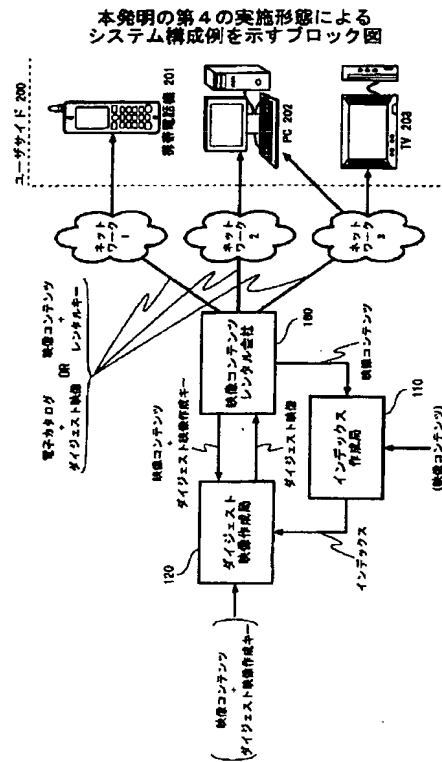 本発明の第4の実施形態による
システム構成例を示すブロック図
ユーザサイド 200
携帯電話機 201
PC 202
TV 203
ネット
ワーク
1
ネット
ワーク
2
ネット
ワーク
3
電子カタログ
+
ダイジェスト映像
OR
映像コンテンツ
+
レンタルキー
映像コンテンツ
レンタル会社
100
映像コンテンツ
+
ダイジェスト映像作成キー
ダイジェスト映像
映像コンテンツ
ダイジェスト
映像作成局
120
インデックス
作成局
110
インデックス
(映像コンテンツ)
映像コンテンツ
+
ダイジェスト映像作成キー